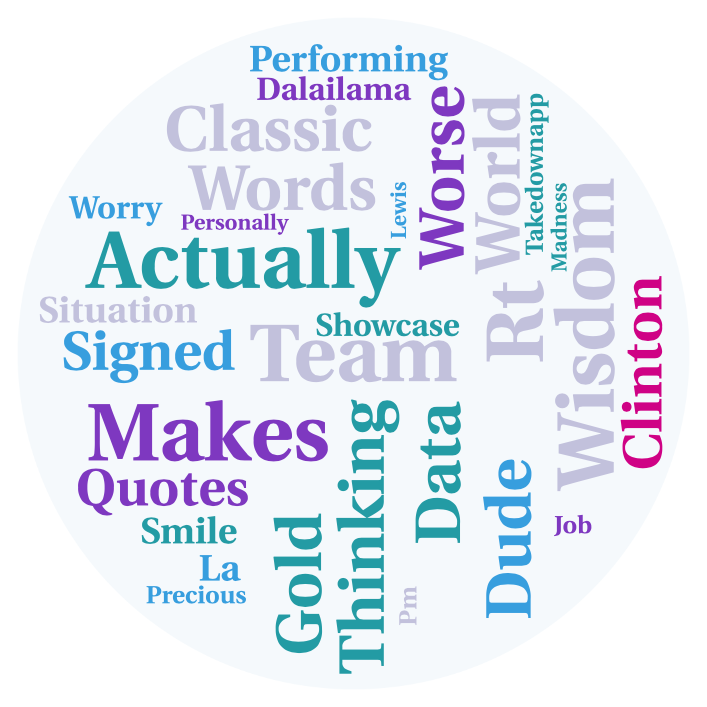 Performing
Dalailama
Classic
Words
Worry
Personally
Lewis
Worse
World
Takedownapp
Madness
Actually
Situation
Showcase
Signed
Team
Rt
Wisdom
Clinton
Makes
Quotes
Thinking
Data
Dude
Job
Smile
Gold
La
Precious
Pm